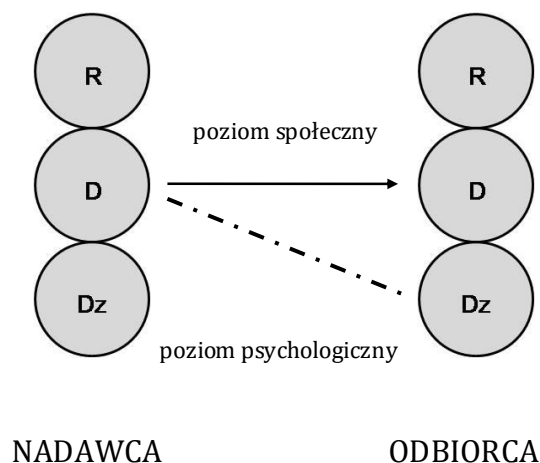 R R
poziom społeczny
D D
Dz Dz
poziom psychologiczny
NADAWCA ODBIORCA